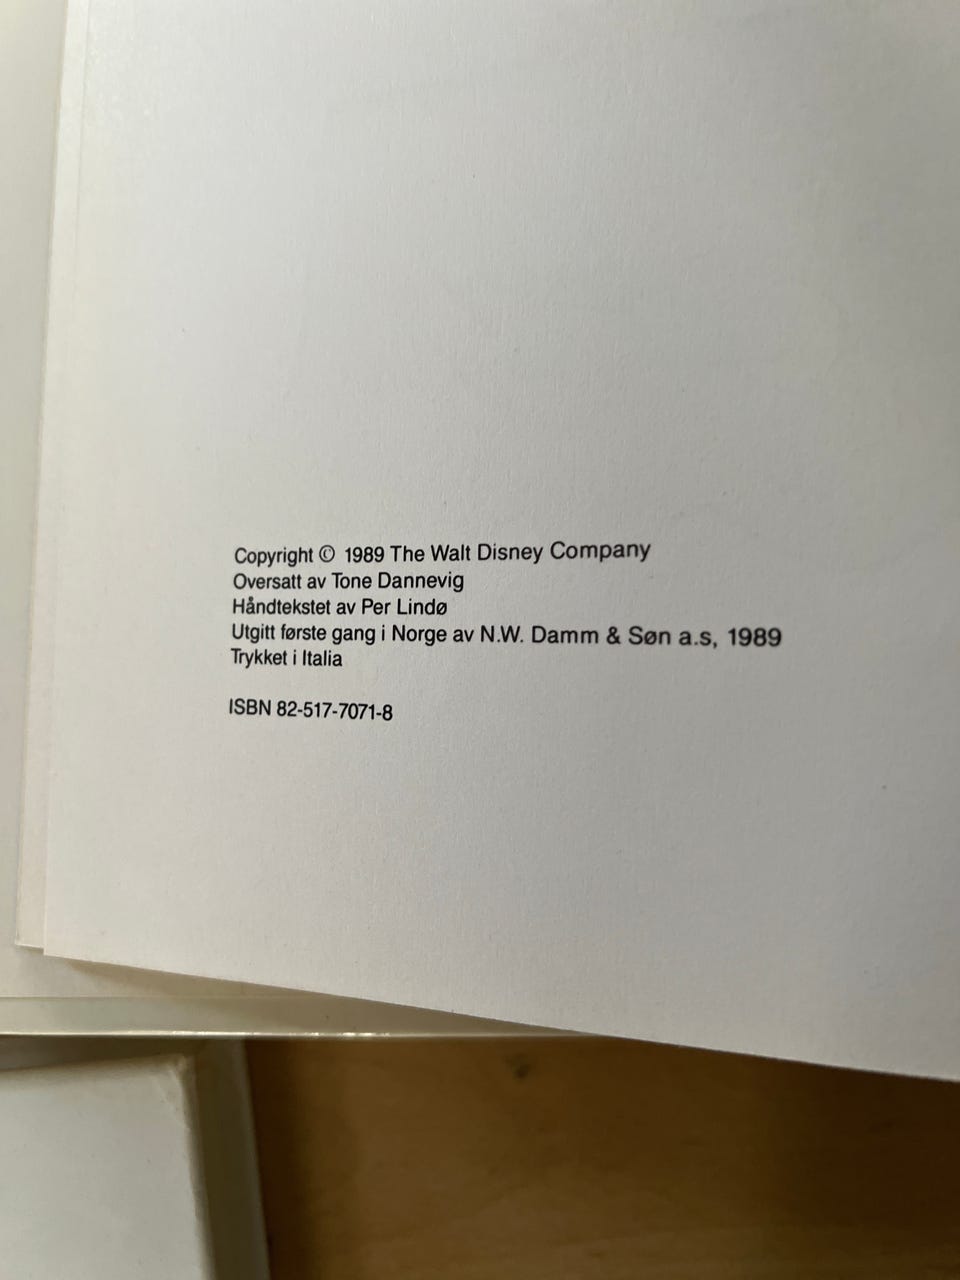 Copyright © 1989 The Walt Disney Company
Oversatt av Tone Dannevig
Håndtekstet av Per Lindø
Utgitt første gang i Norge av N.W. Damm & Søn a.s, 1989
Trykket i Italia
ISBN 82-517-7071-8